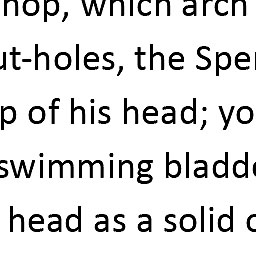 hop, which arch
ut-holes, the Sper
p of his head; yo
swimming bladde
head as a solid